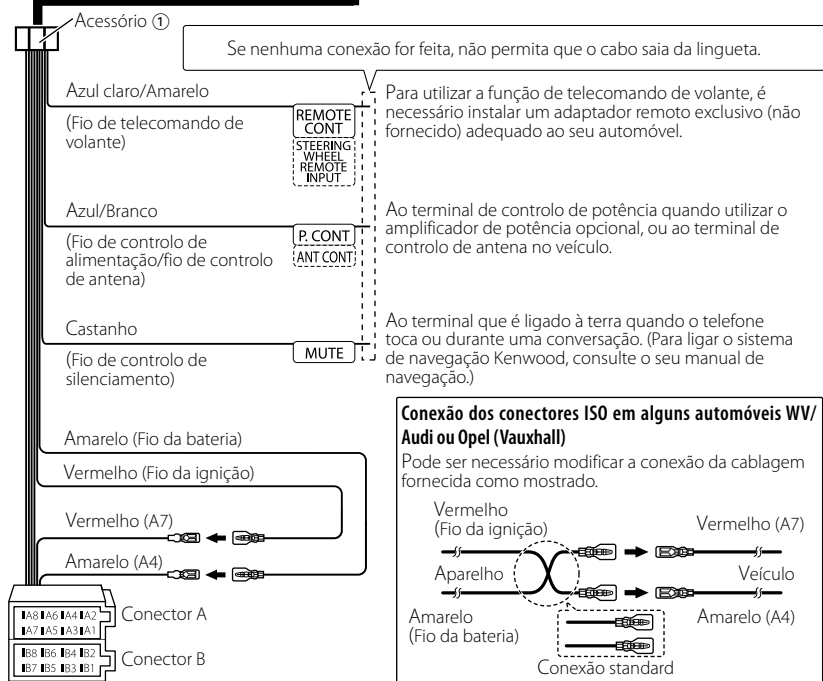 Acessório ①
Se nenhuma conexão for feita, não permita que o cabo saia da lingueta.
Azul claro/Amarelo
(Fio de telecomando de
volante)
REMOTE
CONT
STEERING
WHEEL
REMOTE
INPUT
Para utilizar a função de telecomando de volante, é
necessário instalar um adaptador remoto exclusivo (não
fornecido) adequado ao seu automóvel.
Azul/Branco
(Fio de controlo de
alimentação/fio de controlo
de antena)
P. CONT
ANT CONT
Ao terminal de controlo de potência quando utilizar o
amplificador de potência opcional, ou ao terminal de
controlo de antena no veículo.
Castanho
(Fio de controlo de
silenciamento)
MUTE
Ao terminal que é ligado à terra quando o telefone
toca ou durante uma conversação. (Para ligar o sistema
de navegação Kenwood, consulte o seu manual de
navegação.)
Amarelo (Fio da bateria)
Vermelho (Fio da ignição)
Vermelho (A7)
Amarelo (A4)
A8 A6 A4 A2
A7 A5 A3 A1
Conector A
B8 B6 B4 B2
B7 B5 B3 B1
Conector B
Conexão dos conectores ISO em alguns automóveis WV/
Audi ou Opel (Vauxhall)
Pode ser necessário modificar a conexão da cablagem
fornecida como mostrado.
Vermelho
(Fio da ignição)
Vermelho (A7)
Aparelho
Veículo
Amarelo
(Fio da bateria)
Amarelo (A4)
Conexão standard